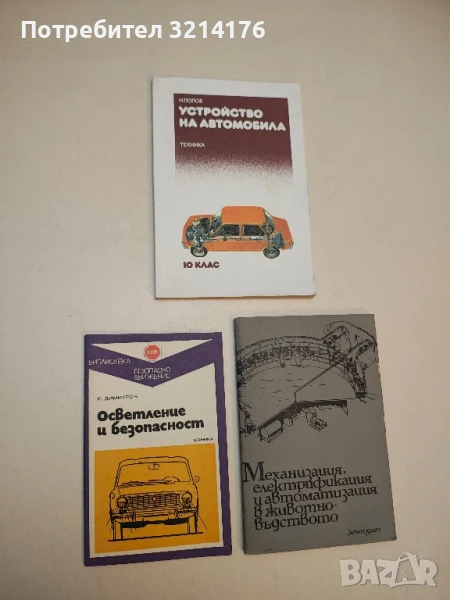 Потребител 3214176
Н.ПОПОВ
УСТРОЙСТВО
НА АВТОМОБИЛА
ТЕХНИКА
10 КЛАС
БИБЛИОТЕКА
БЕЗОПАСНО
ДВИЖЕНИЕ
ДИМИТРОВ
Осветление
и безопасност
ТЕХНИКА
Механизация,
електрификация
и автоматизация
в животно-
въдството
Земиздат
bazar